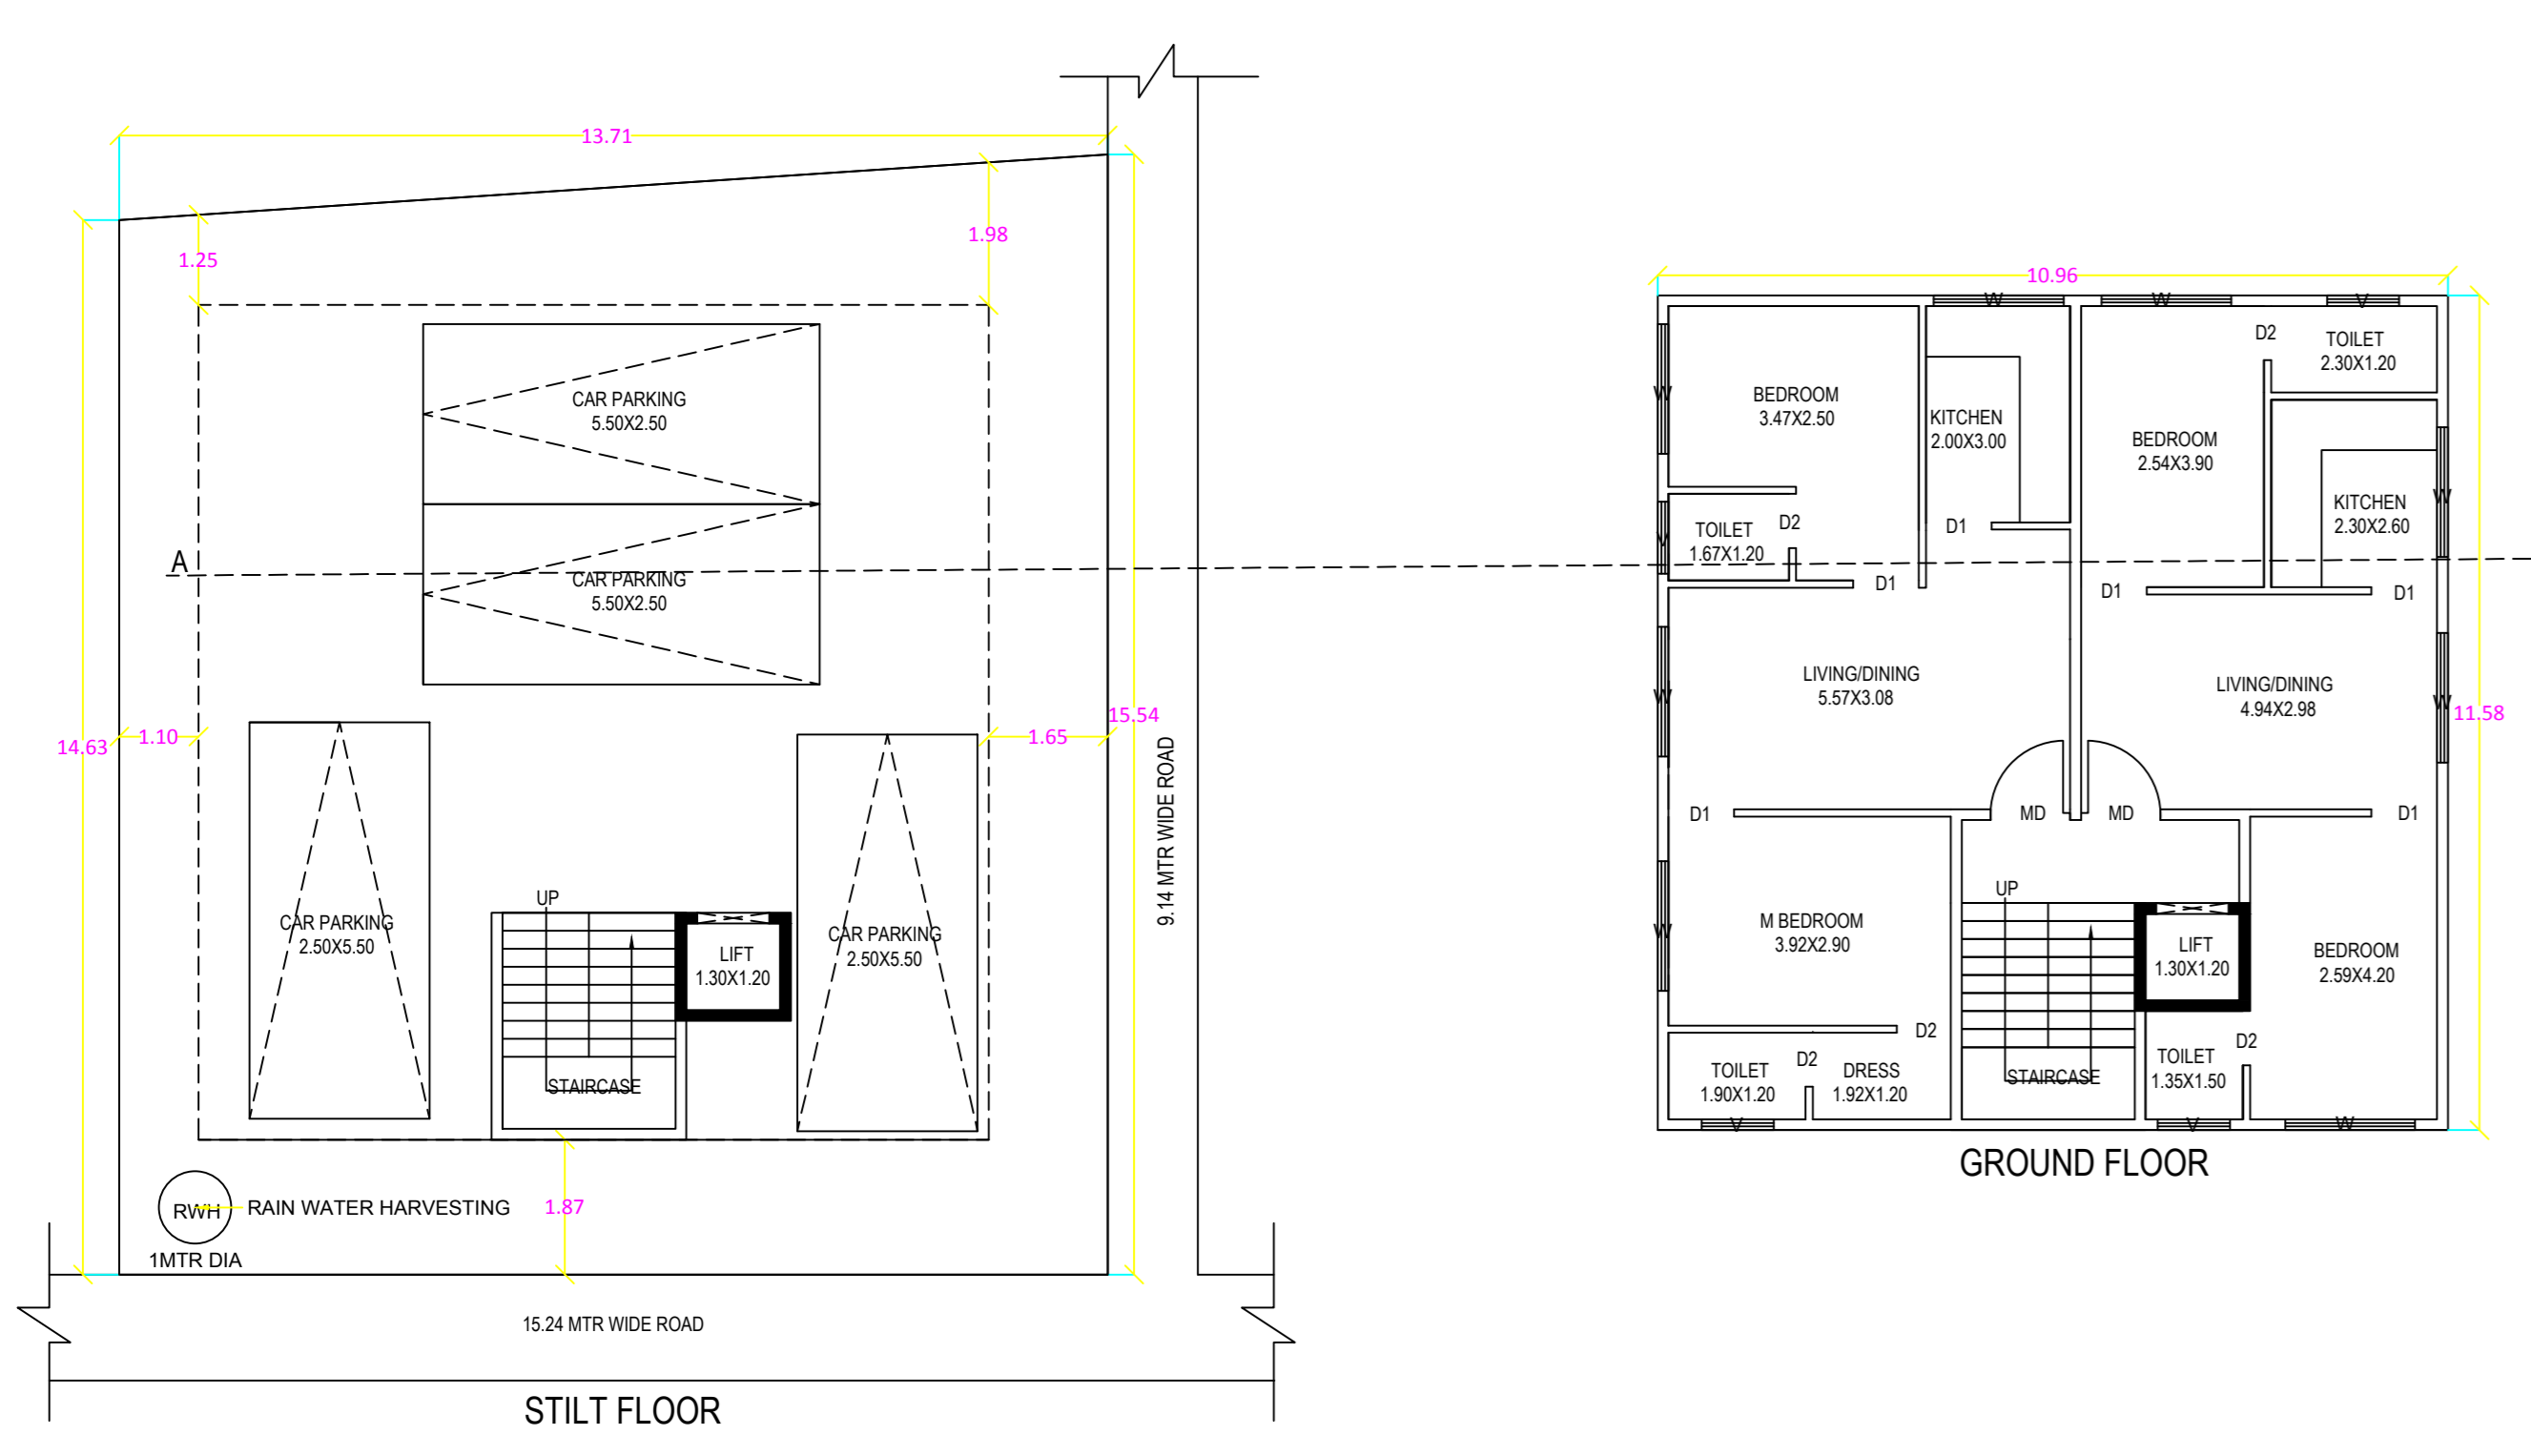 13.71
1.25
1.98
CAR PARKING
5.50X2.50
A
CAR PARKING
5.50X2.50
14.63
1.10
1.65
15.54
9.14 MTR WIDE ROAD
UP
CAR PARKING
2.50X5.50
LIFT
1.30X1.20
CAR PARKING
2.50X5.50
STAIRCASE
RWH
RAIN WATER HARVESTING
1.87
1MTR DIA
15.24 MTR WIDE ROAD
STILT FLOOR
10.96
W
W
V
D2
TOILET
2.30X1.20
W
BEDROOM
3.47X2.50
KITCHEN
2.00X3.00
BEDROOM
2.54X3.90
W
KITCHEN
2.30X2.60
V
TOILET
1.67X1.20
D2
D1
D1
D1
D1
W
LIVING/DINING
5.57X3.08
LIVING/DINING
4.94X2.98
W
11.58
D1
MD
MD
D1
UP
W
M BEDROOM
3.92X2.90
LIFT
1.30X1.20
BEDROOM
2.59X4.20
D2
D2
TOILET
1.90X1.20
D2
DRESS
1.92X1.20
STAIRCASE
TOILET
1.35X1.50
V
V
W
GROUND FLOOR